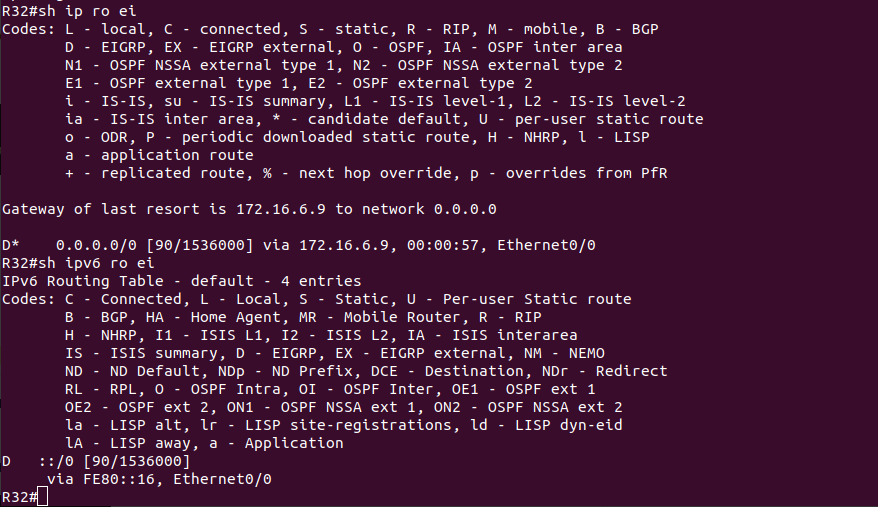 R32#sh ip ro ei
Codes: L - local, C - connected, S - static, R - RIP, M - mobile, B - BGP
       D - EIGRP, EX - EIGRP external, O - OSPF, IA - OSPF inter area
       N1 - OSPF NSSA external type 1, N2 - OSPF NSSA external type 2
       E1 - OSPF external type 1, E2 - OSPF external type 2
       i - IS-IS, su - IS-IS summary, L1 - IS-IS level-1, L2 - IS-IS level-2
       ia - IS-IS inter area, * - candidate default, U - per-user static route
       o - ODR, P - periodic downloaded static route, H - NHRP, l - LISP
       a - application route
       + - replicated route, % - next hop override, p - overrides from PfR

Gateway of last resort is 172.16.6.9 to network 0.0.0.0

D*    0.0.0.0/0 [90/1536000] via 172.16.6.9, 00:00:57, Ethernet0/0
R32#sh ipv6 ro ei
IPv6 Routing Table - default - 4 entries
Codes: C - Connected, L - Local, S - Static, U - Per-user Static route
       B - BGP, HA - Home Agent, MR - Mobile Router, R - RIP
       H - NHRP, I1 - ISIS L1, I2 - ISIS L2, IA - ISIS interarea
       IS - ISIS summary, D - EIGRP, EX - EIGRP external, NM - NEMO
       ND - ND Default, NDp - ND Prefix, DCE - Destination, NDr - Redirect
       RL - RPL, O - OSPF Intra, OI - OSPF Inter, OE1 - OSPF ext 1
       OE2 - OSPF ext 2, ON1 - OSPF NSSA ext 1, ON2 - OSPF NSSA ext 2
       la - LISP alt, lr - LISP site-registrations, ld - LISP dyn-eid
       lA - LISP away, a - Application
D   ::/0 [90/1536000]
     via FE80::16, Ethernet0/0
R32#